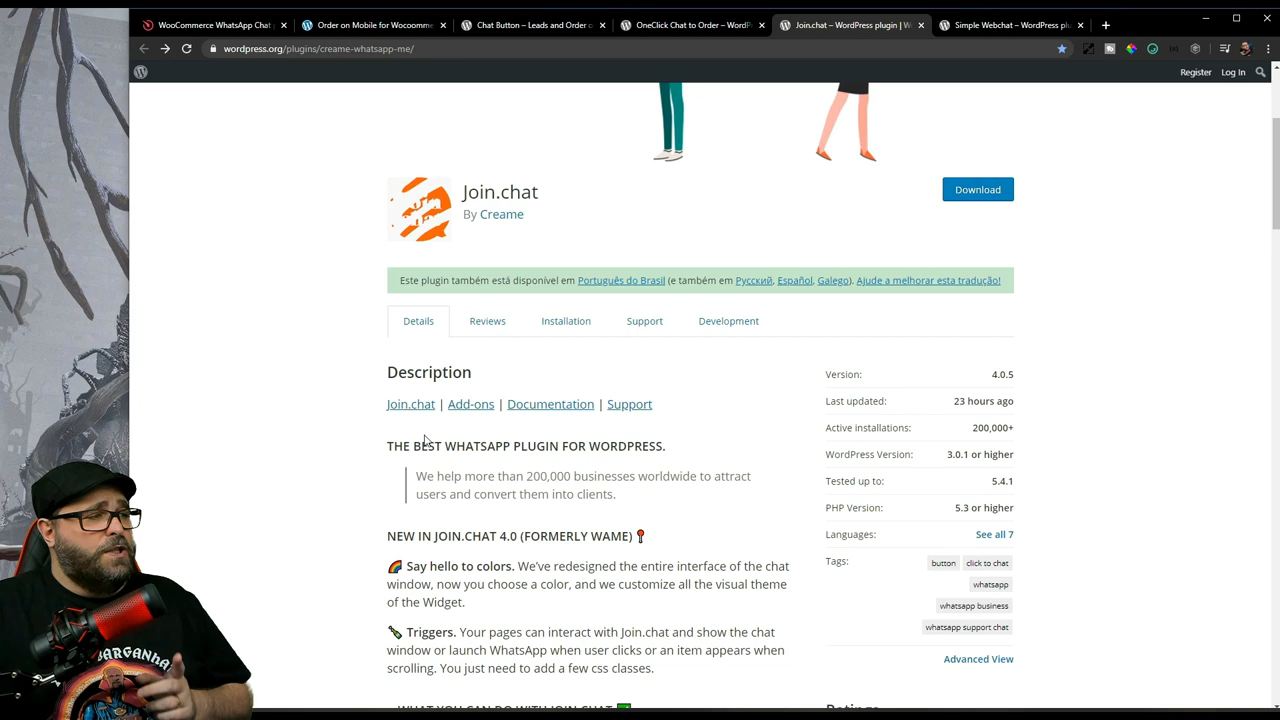 WooCommerce WhatsApp Chat
Order on Mobile for Wocoomme
Chat Button – Leads and Order o
OneClick Chat to Order – WordP
Join.chat – WordPress plugin | W
Simple Webchat – WordPress plu
wordpress.org/plugins/creame-whatsapp-me/
Register
Log In
Join.chat
By Creame
Download
Este plugin também está disponível em Português do Brasil (e também em Русский, Español, Galego). Ajude a melhorar esta tradução!
Details
Reviews
Installation
Support
Development
Description
Join.chat | Add-ons | Documentation | Support
THE BEST WHATSAPP PLUGIN FOR WORDPRESS.
We help more than 200,000 businesses worldwide to attract
users and convert them into clients.
NEW IN JOIN.CHAT 4.0 (FORMERLY WAME)
Say hello to colors. We've redesigned the entire interface of the chat
window, now you choose a color, and we customize all the visual theme
of the Widget.
Triggers. Your pages can interact with Join.chat and show the chat
window or launch WhatsApp when user clicks or an item appears when
scrolling. You just need to add a few css classes.
WHAT YOU CAN DO WITH JOIN.CHAT
Version: 4.0.5
Last updated: 23 hours ago
Active installations: 200,000+
WordPress Version: 3.0.1 or higher
Tested up to: 5.4.1
PHP Version: 5.3 or higher
Languages: See all 7
Tags: button click to chat
whatsapp
whatsapp business
whatsapp support chat
Advanced View
Ratings